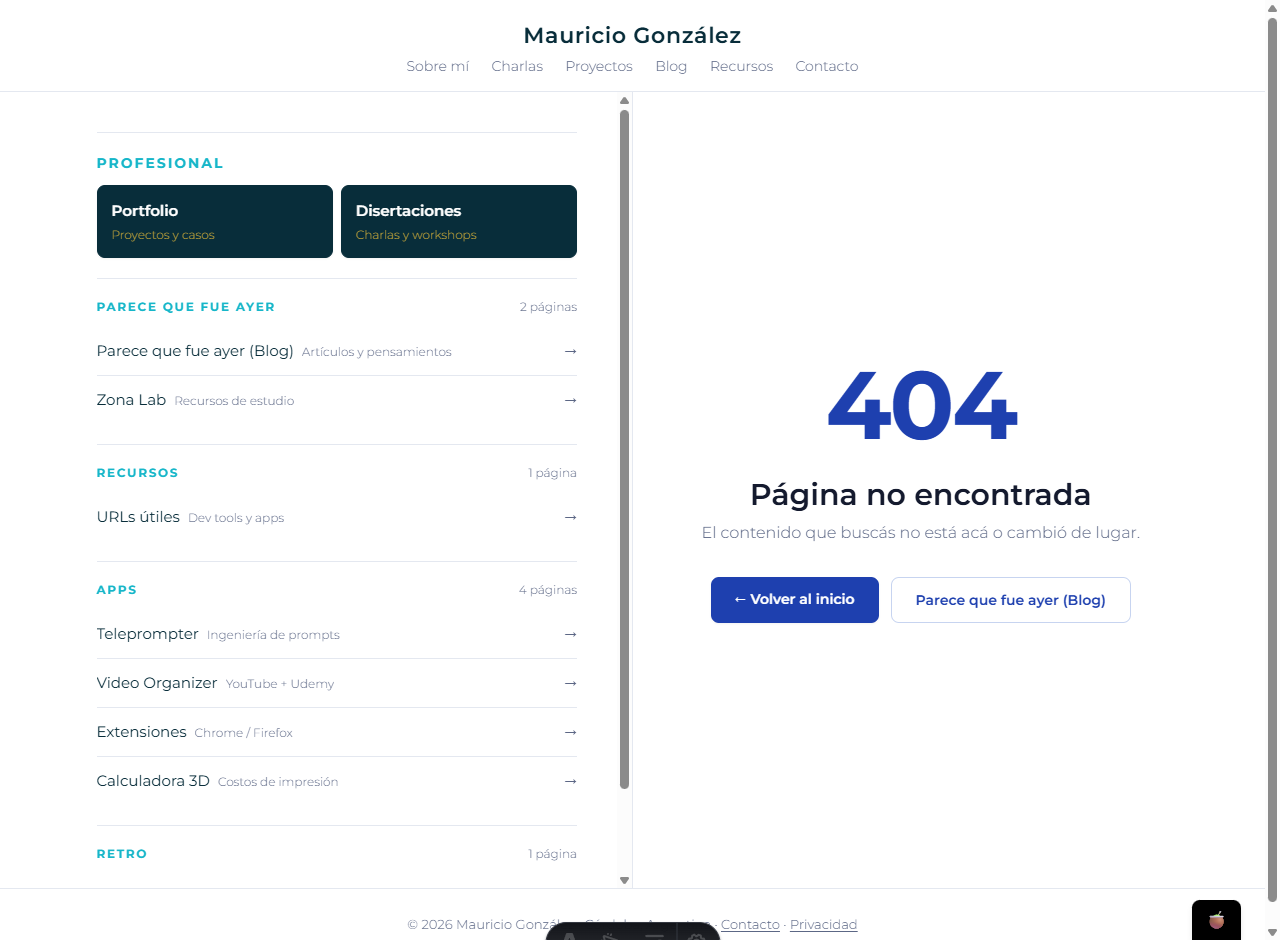 Mauricio González
Sobre mí Charlas Proyectos Blog Recursos Contacto
PROFESIONAL
Portfolio
Proyectos y casos
Disertaciones
Charlas y workshops
PARECE QUE FUE AYER 2 páginas
Parece que fue ayer (Blog) Artículos y pensamientos →
Zona Lab Recursos de estudio →
RECURSOS 1 página
URLs útiles Dev tools y apps →
APPS 4 páginas
Teleprompter Ingeniería de prompts →
Video Organizer YouTube + Udemy →
Extensiones Chrome / Firefox →
Calculadora 3D Costos de impresión →
RETRO 1 página
404
Página no encontrada
El contenido que buscás no está acá o cambió de lugar.
← Volver al inicio
Parece que fue ayer (Blog)
© 2026 Mauricio · Contacto · Privacidad